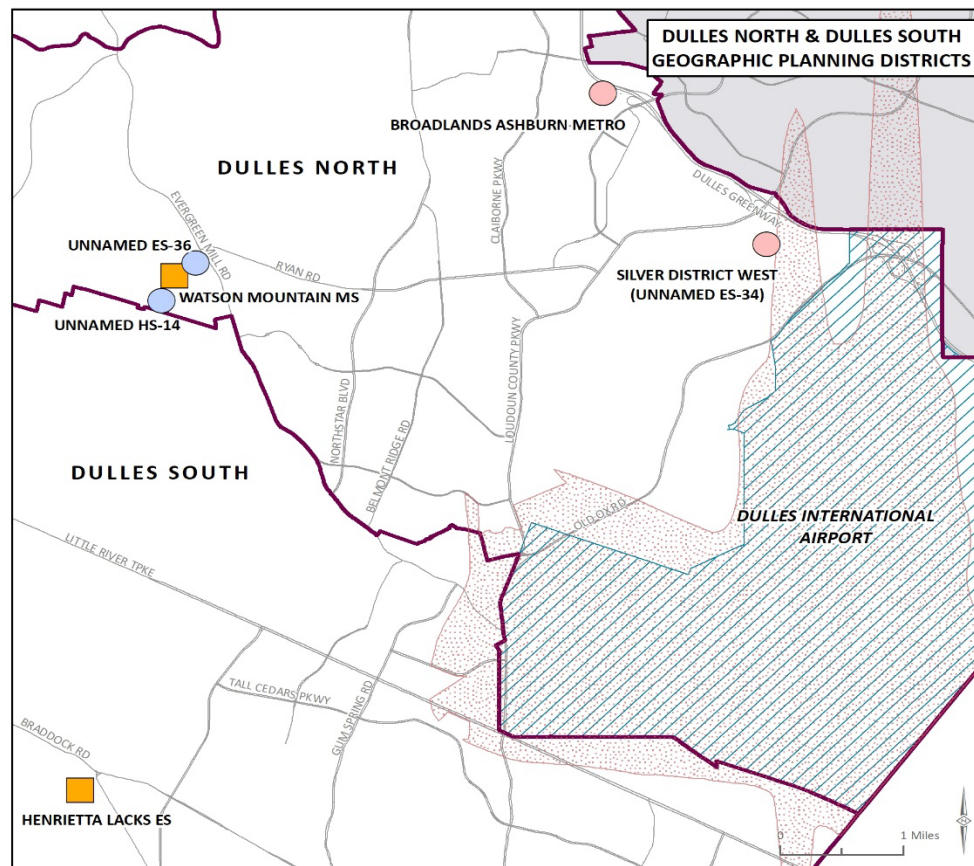 DULLES NORTH & DULLES SOUTH
GEOGRAPHIC PLANNING DISTRICTS
BROADLANDS ASHBURN METRO
DULLES NORTH
CLAIBORNE PKWY
DULLES GREENWAY
EVERGREEN MILL RD
UNNAMED ES-36
RYAN RD
SILVER DISTRICT WEST
(UNNAMED ES-34)
WATSON MOUNTAIN MS
UNNAMED HS-14
LOUDOUN COUNTY PKWY
NORTHSTAR BLVD
BELMONT RIDGE RD
DULLES SOUTH
OLD OX RD
DULLES INTERNATIONAL
AIRPORT
LITTLE RIVER TPKE
TALL CEDARS PKWY
GUM SPRING RD
BRADDOCK RD
HENRIETTA LACKS ES
0 1 Miles
N